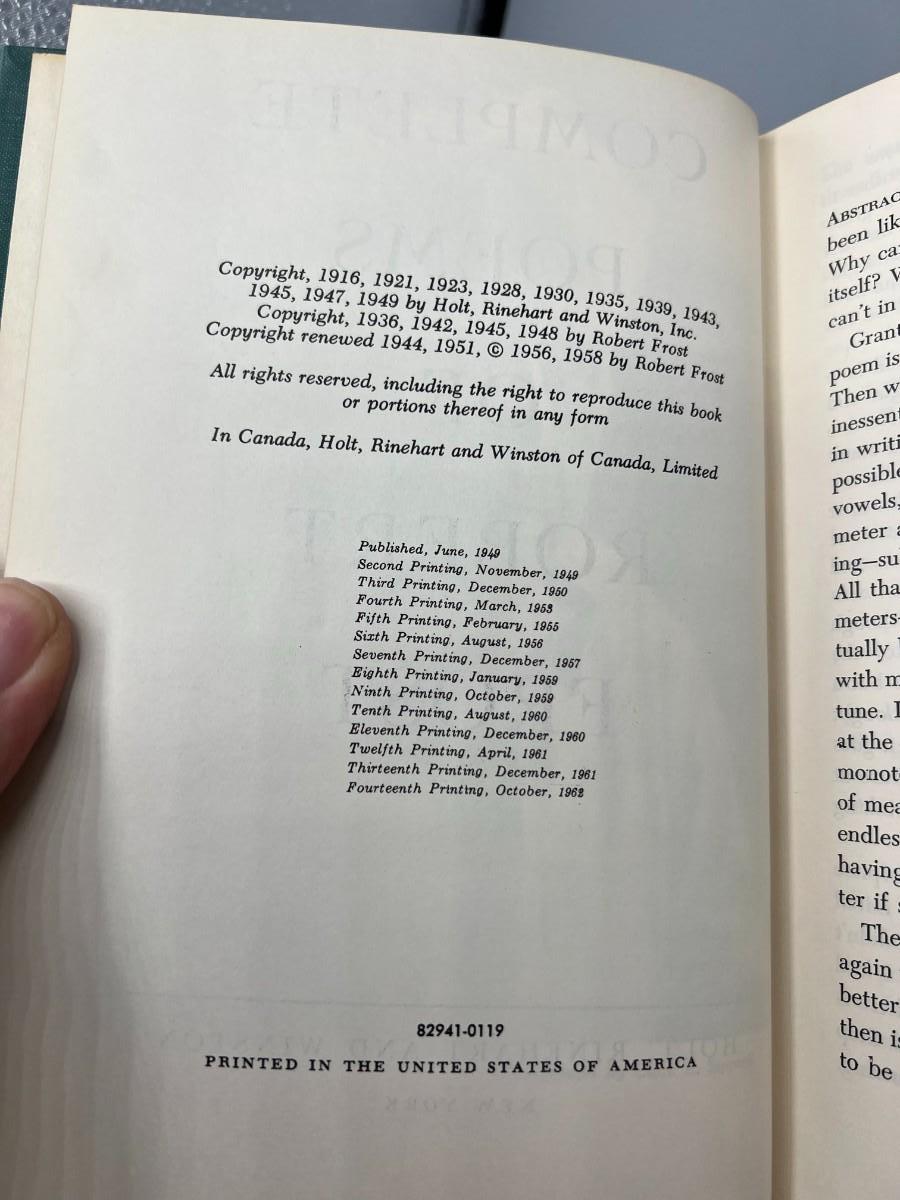 Copyright, 1916, 1921, 1923, 1928, 1930, 1935, 1939, 1943,
1945, 1947, 1949 by Holt, Rinehart and Winston, Inc.
Copyright, 1936, 1942, 1945, 1948 by Robert Frost
Copyright renewed 1944, 1951, © 1956, 1958 by Robert Frost
All rights reserved, including the right to reproduce this book
or portions thereof in any form
In Canada, Holt, Rinehart and Winston of Canada, Limited
Published, June, 1949
Second Printing, November, 1949
Third Printing, December, 1950
Fourth Printing, March, 1953
Fifth Printing, February, 1955
Sixth Printing, August, 1956
Seventh Printing, December, 1957
Eighth Printing, January, 1959
Ninth Printing, October, 1959
Tenth Printing, August, 1960
Eleventh Printing, December, 1960
Twelfth Printing, April, 1961
Thirteenth Printing, December, 1961
Fourteenth Printing, October, 1962
82941-0119
PRINTED IN THE UNITED STATES OF AMERICA
ABSTRAC
been lik
Why ca
itself? V
can't in
Grant
poem is
Then w
inessent
in writi
possible
vowels,
meter a
ing—su
All tha
meters-
tually
with m
tune. I
at the
monot
of mea
endles
having
ter if s
The
again
better
then is
to be